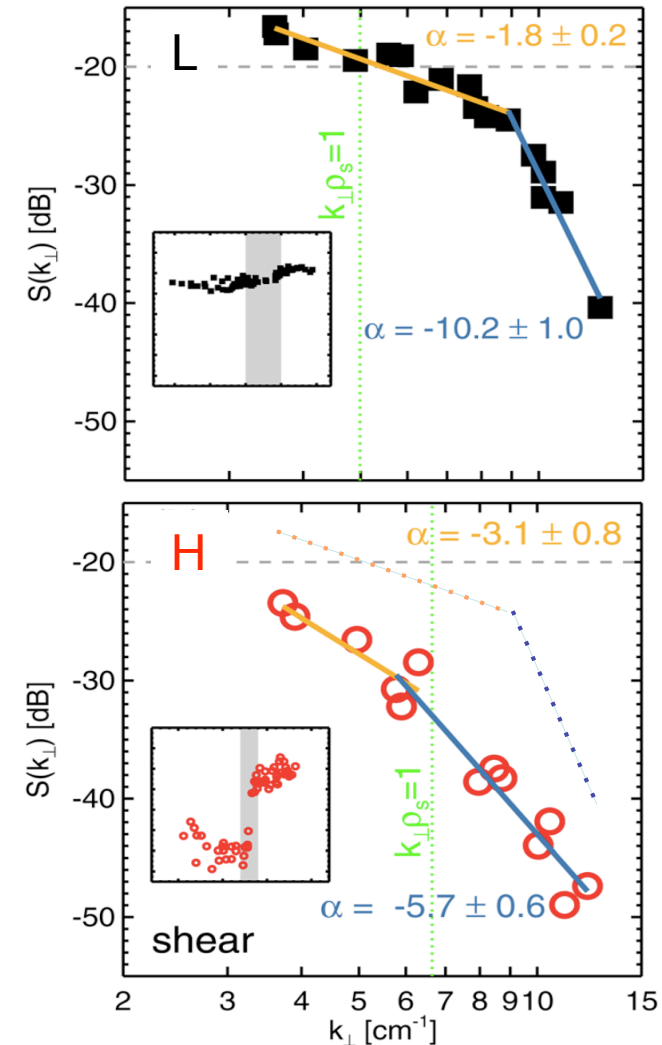 L
α = -1.8 ± 0.2
-20
k⊥ρs=1
-30
S(k⊥) [dB]
-40
α = -10.2 ± 1.0
-50
H
α = -3.1 ± 0.8
-20
-30
S(k⊥) [dB]
-40
k⊥ρs=1
-50
α = -5.7 ± 0.6
shear
2 3 4 5 6 7 8 9 10 15
k⊥ [cm⁻¹]